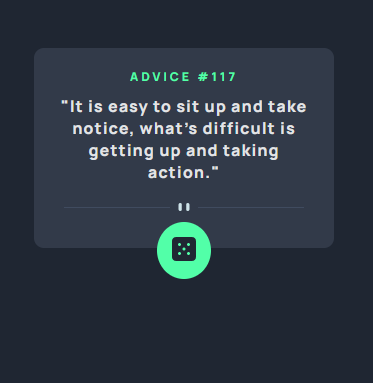 ADVICE #117
"It is easy to sit up and take
notice, what's difficult is
getting up and taking
action."